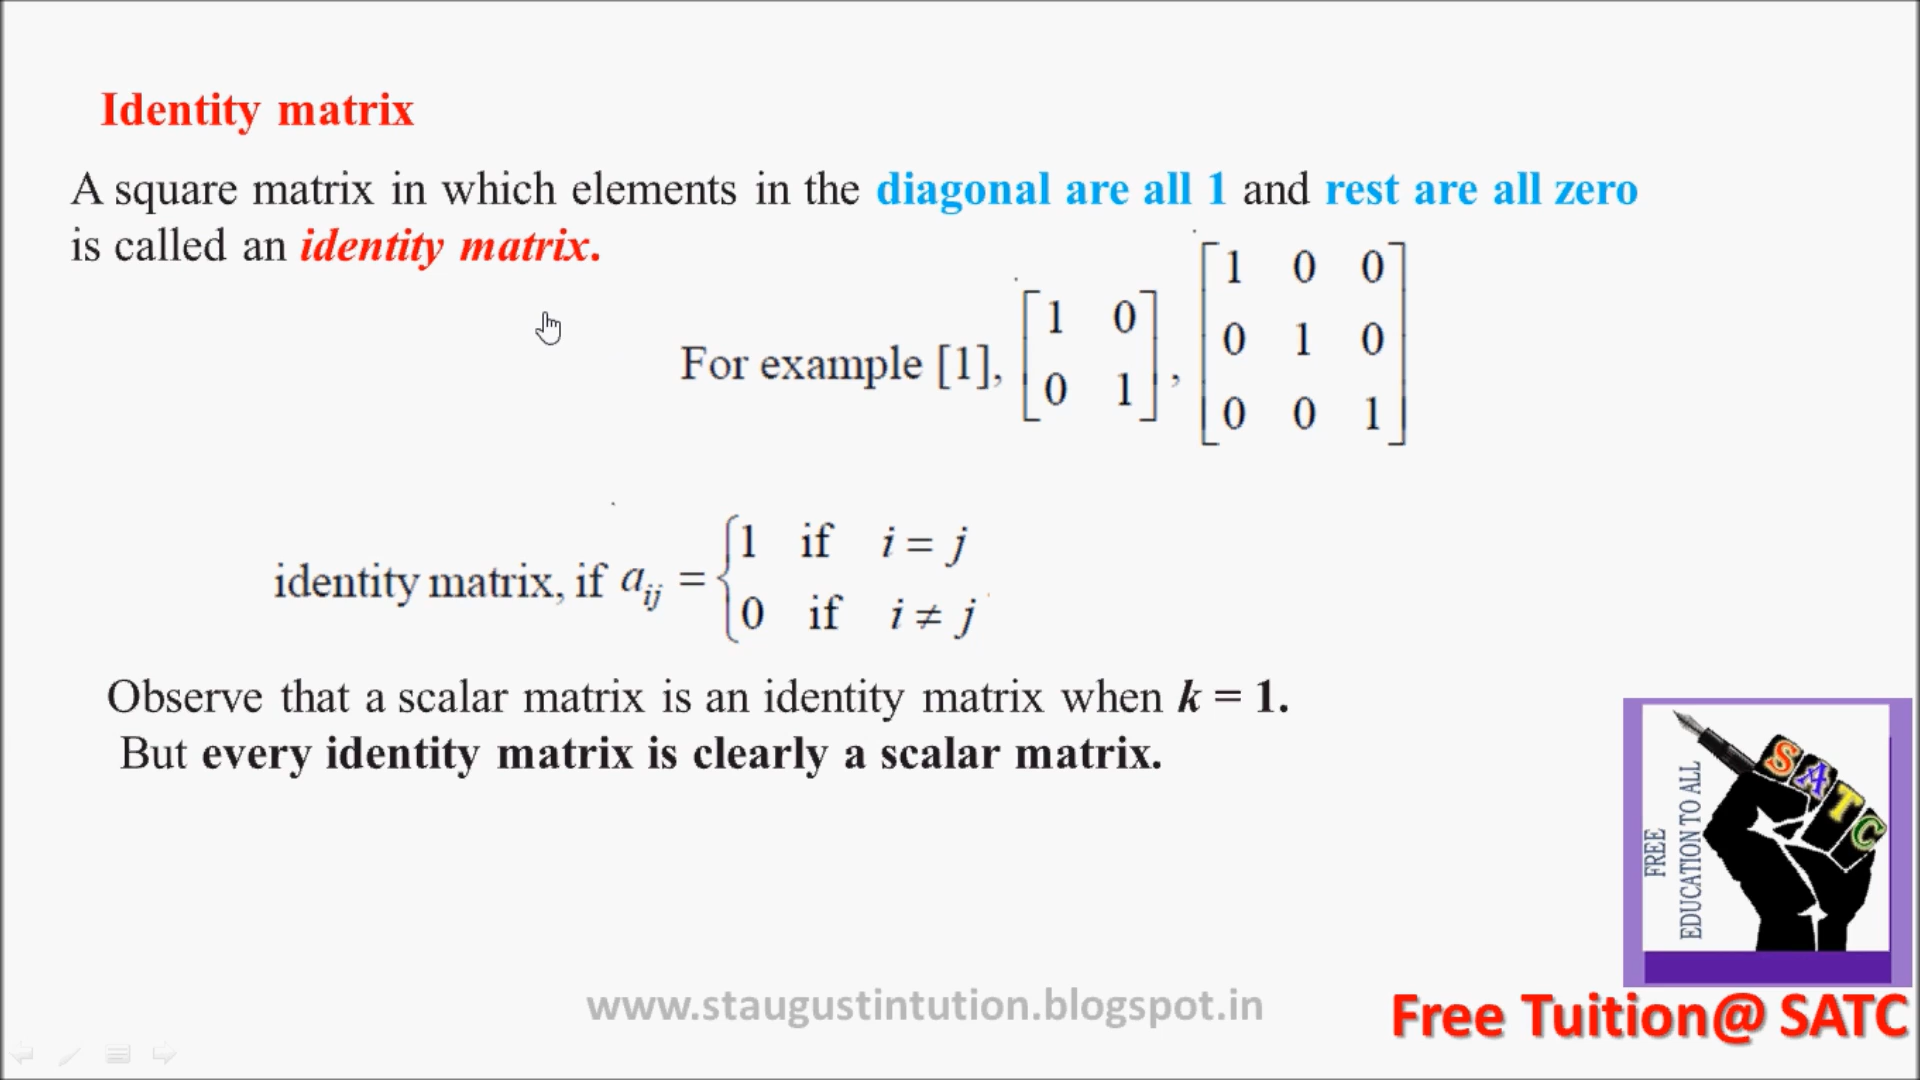 Identity matrix
A square matrix in which elements in the diagonal are all 1 and rest are all zero
is called an identity matrix.
For example [1], [1 0
0 1], [1 0 0
0 1 0
0 0 1]
identity matrix, if aij = {1 if i = j
0 if i ≠ j
Observe that a scalar matrix is an identity matrix when k = 1.
But every identity matrix is clearly a scalar matrix.
FREE
EDUCATION TO ALL
SATC
www.staugustintution.blogspot.in
Free Tuition@ SATC